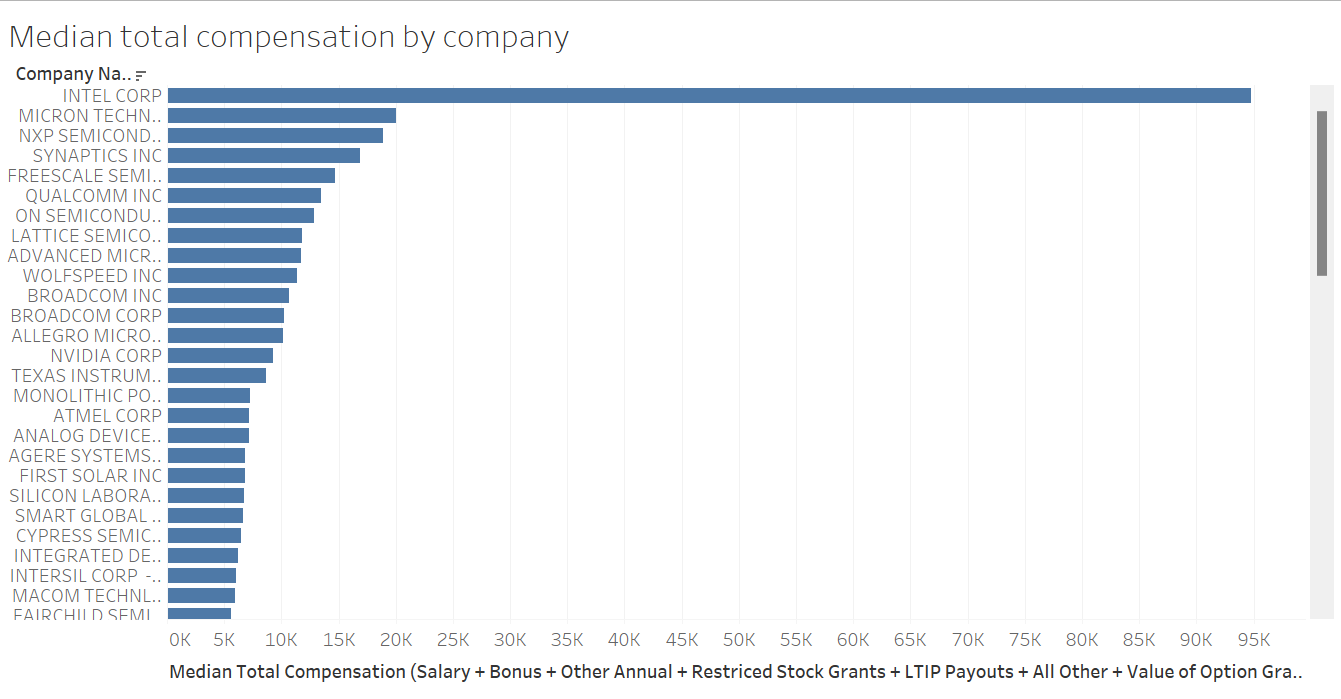 Median total compensation by company
Company Na..
INTEL CORP
MICRON TECHN..
NXP SEMICOND..
SYNAPTICS INC
FREESCALE SEMI..
QUALCOMM INC
ON SEMICONDU..
LATTICE SEMICO..
ADVANCED MICR..
WOLFSPEED INC
BROADCOM INC
BROADCOM CORP
ALLEGRO MICRO..
NVIDIA CORP
TEXAS INSTRUM..
MONOLITHIC PO..
ATMEL CORP
ANALOG DEVICE..
AGERE SYSTEMS..
FIRST SOLAR INC
SILICON LABORA..
SMART GLOBAL ..
CYPRESS SEMIC..
INTEGRATED DE..
INTERSIL CORP -..
MACOM TECHNL..
FAIRCHILD SEMI..
0K 5K 10K 15K 20K 25K 30K 35K 40K 45K 50K 55K 60K 65K 70K 75K 80K 85K 90K 95K
Median Total Compensation (Salary + Bonus + Other Annual + Restriced Stock Grants + LTIP Payouts + All Other + Value of Option Gra..